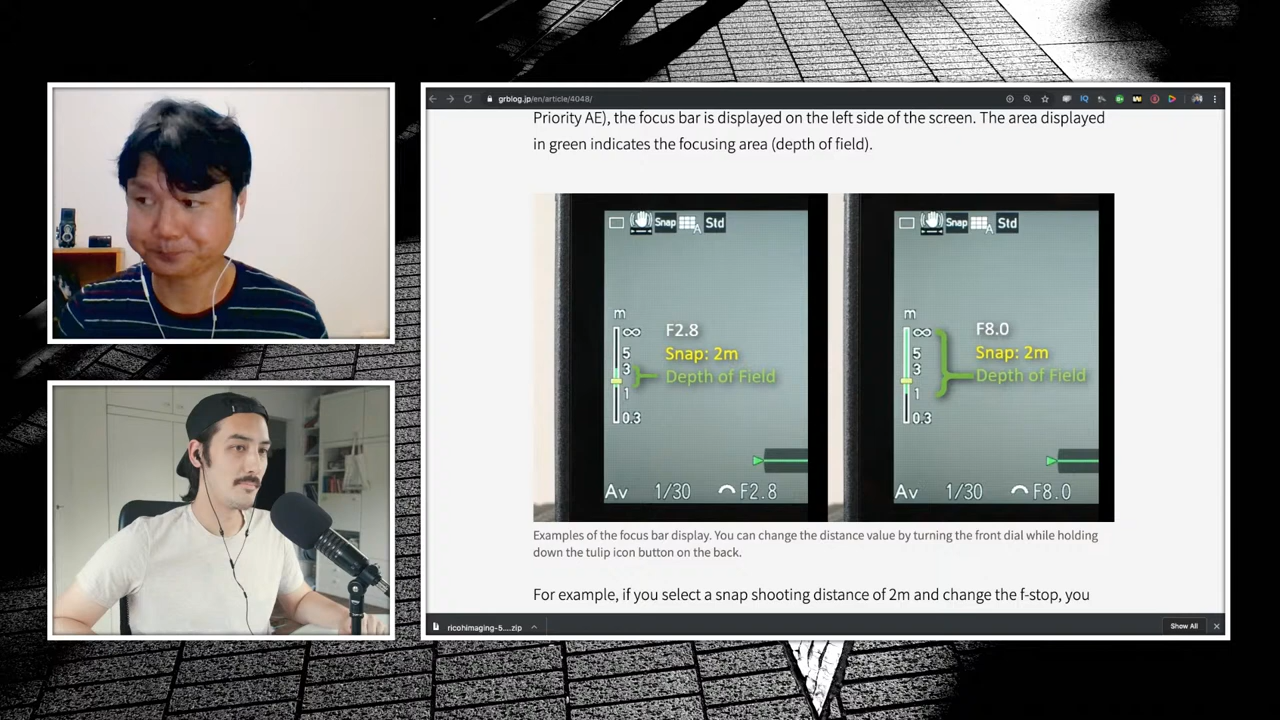 grblog.jp/en/article/4048/
Priority AE), the focus bar is displayed on the left side of the screen. The area displayed
in green indicates the focusing area (depth of field).
Snap A Std
m
∞
5
3
1
0.3
F2.8
Snap: 2m
Depth of Field
Av 1/30 F2.8
Snap A Std
m
∞
5
3
1
0.3
F8.0
Snap: 2m
Depth of Field
Av 1/30 F8.0
Examples of the focus bar display. You can change the distance value by turning the front dial while holding
down the tulip icon button on the back.
For example, if you select a snap shooting distance of 2m and change the f-stop, you
ricohimaging-5....zip
Show All